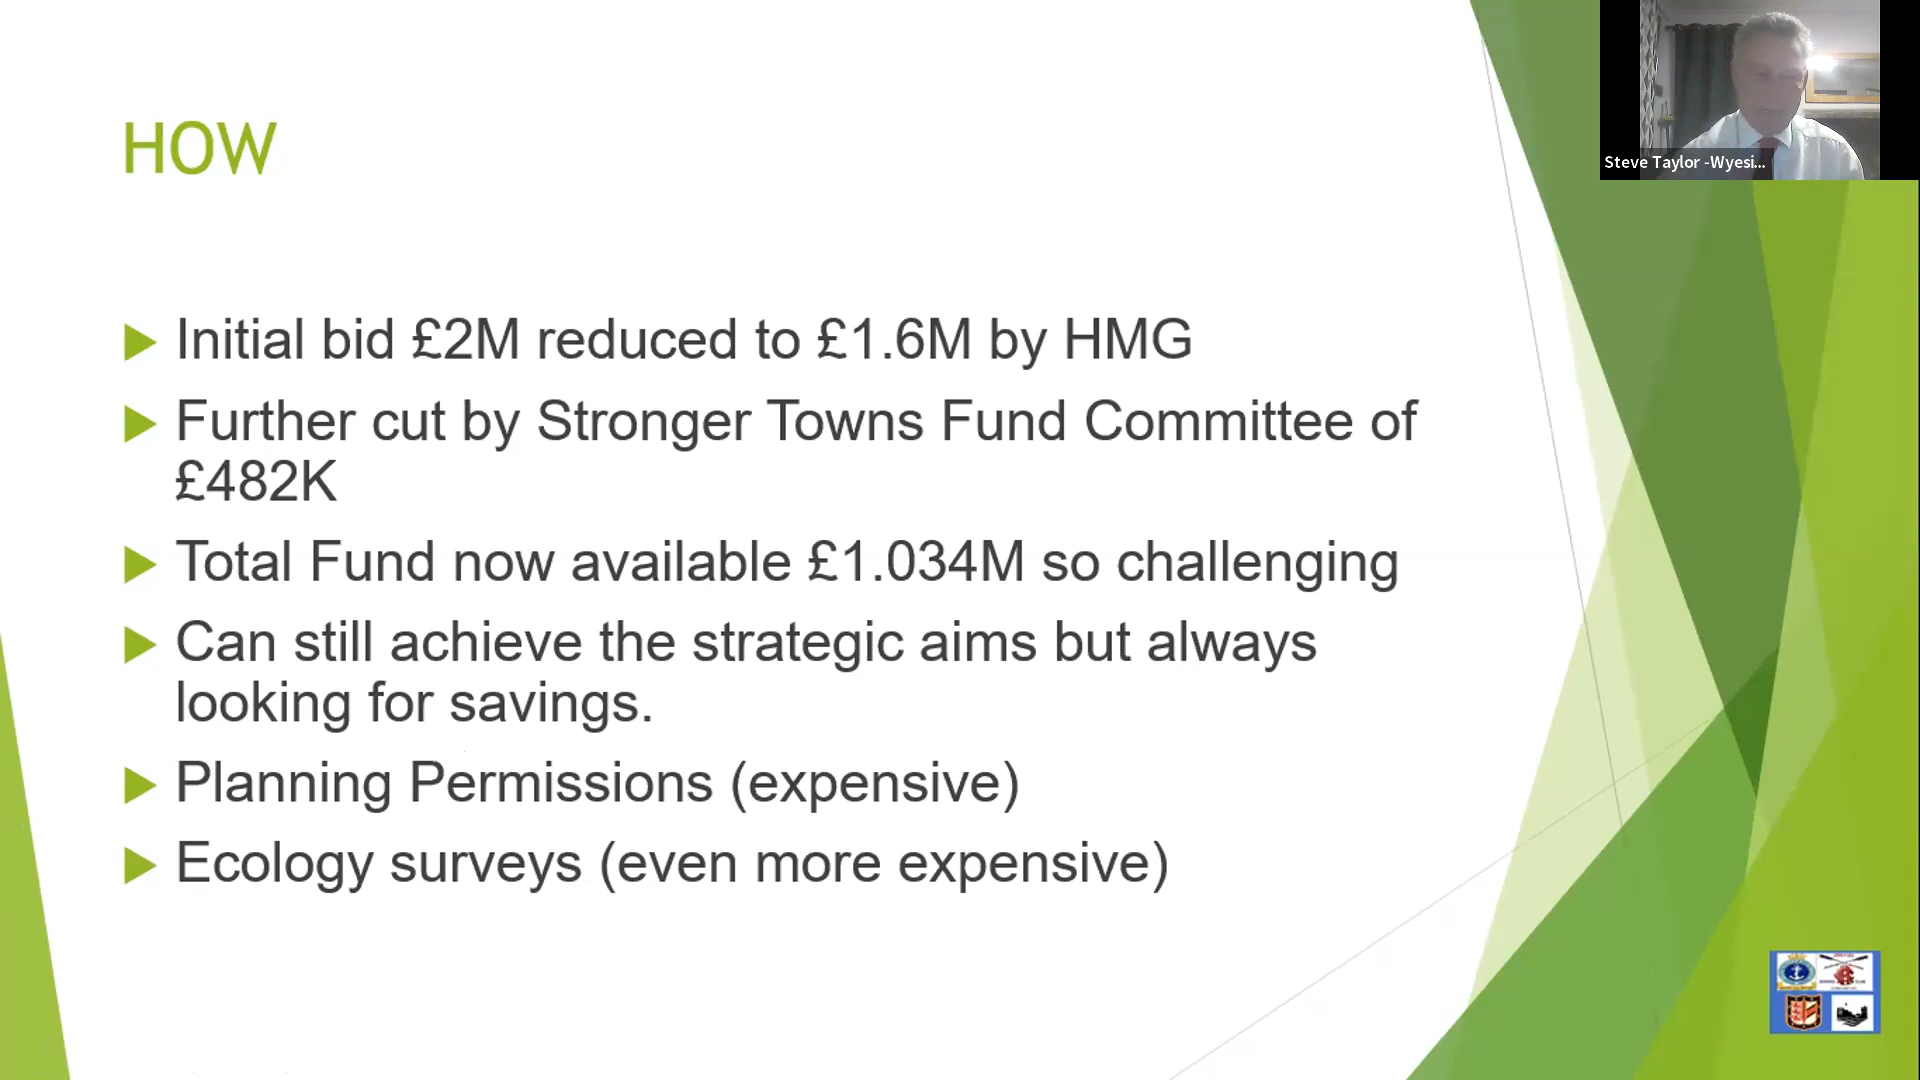 Steve Taylor -Wyesi...
HOW
Initial bid £2M reduced to £1.6M by HMG
Further cut by Stronger Towns Fund Committee of
£482K
Total Fund now available £1.034M so challenging
Can still achieve the strategic aims but always
looking for savings.
Planning Permissions (expensive)
Ecology surveys (even more expensive)